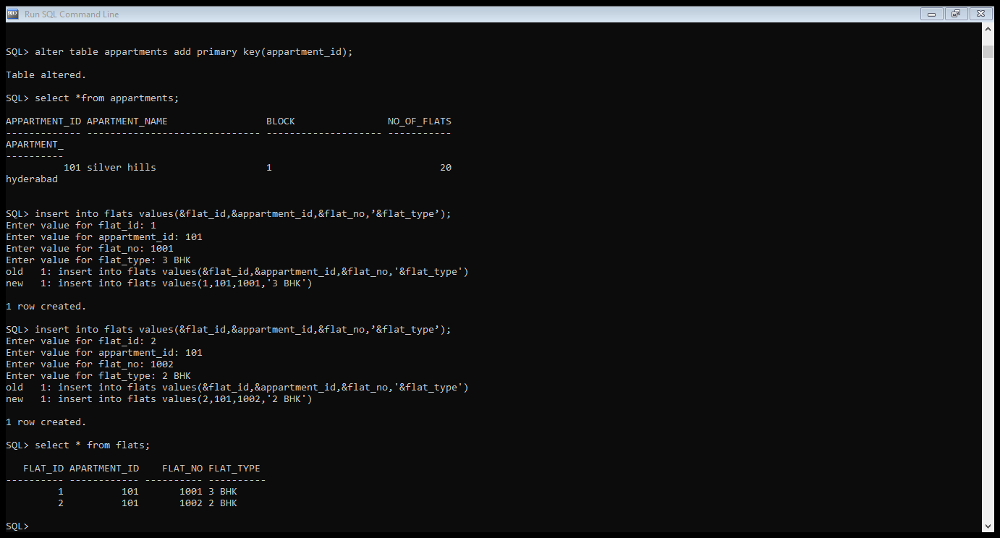 Run SQL Command Line
SQL> alter table appartments add primary key(appartment_id);
Table altered.
SQL> select *from appartments;
APPARTMENT_ID APARTMENT_NAME                 BLOCK                NO_OF_FLATS
------------- ------------------------------ -------------------- -----------
APARTMENT_
----------
          101 silver hills                   1                             20
hyderabad
SQL> insert into flats values(&flat_id,&appartment_id,&flat_no,’&flat_type’);
Enter value for flat_id: 1
Enter value for appartment_id: 101
Enter value for flat_no: 1001
Enter value for flat_type: 3 BHK
old   1: insert into flats values(&flat_id,&appartment_id,&flat_no,'&flat_type')
new   1: insert into flats values(1,101,1001,'3 BHK')
1 row created.
SQL> insert into flats values(&flat_id,&appartment_id,&flat_no,’&flat_type’);
Enter value for flat_id: 2
Enter value for appartment_id: 101
Enter value for flat_no: 1002
Enter value for flat_type: 2 BHK
old   1: insert into flats values(&flat_id,&appartment_id,&flat_no,'&flat_type')
new   1: insert into flats values(2,101,1002,'2 BHK')
1 row created.
SQL> select * from flats;
   FLAT_ID APARTMENT_ID    FLAT_NO FLAT_TYPE
---------- ------------ ---------- ----------
         1          101       1001 3 BHK
         2          101       1002 2 BHK
SQL>